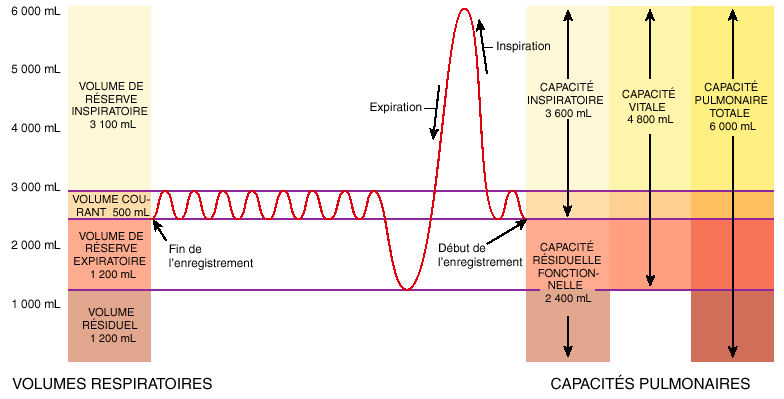 6 000 mL
5 000 mL
4 000 mL
3 000 mL
2 000 mL
1 000 mL
VOLUME DE
RÉSERVE
INSPIRATOIRE
3 100 mL
VOLUME COU-
RANT 500 mL
VOLUME DE
RÉSERVE
EXPIRATOIRE
1 200 mL
VOLUME
RÉSIDUEL
1 200 mL
Inspiration
Expiration
Fin de
l'enregistrement
Début de
l'enregistrement
CAPACITÉ
INSPIRATOIRE
3 600 mL
CAPACITÉ
VITALE
4 800 mL
CAPACITÉ
PULMONAIRE
TOTALE
6 000 mL
CAPACITÉ
RÉSIDUELLE
FONCTION-
NELLE
2 400 mL
VOLUMES RESPIRATOIRES
CAPACITÉS PULMONAIRES